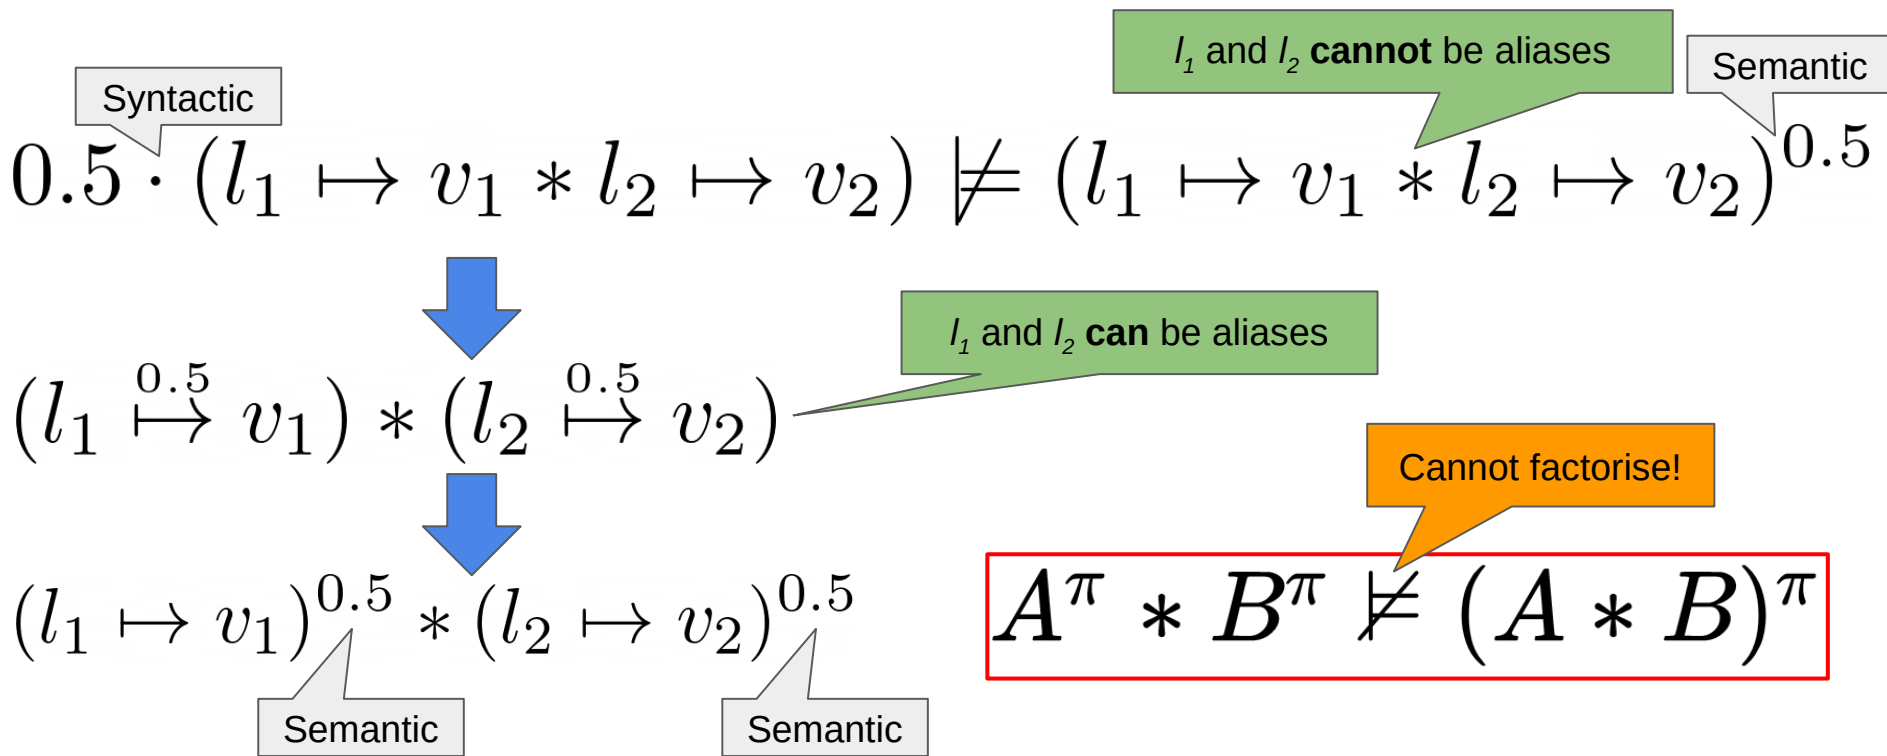 l₁ and l₂ cannot be aliases
Semantic
Syntactic
0.5 · (l₁ ↦ v₁ * l₂ ↦ v₂) ⊭ (l₁ ↦ v₁ * l₂ ↦ v₂)^0.5
l₁ and l₂ can be aliases
(l₁ ↦^0.5 v₁) * (l₂ ↦^0.5 v₂)
Cannot factorise!
(l₁ ↦ v₁)^0.5 * (l₂ ↦ v₂)^0.5
A^π * B^π ⊭ (A * B)^π
Semantic
Semantic